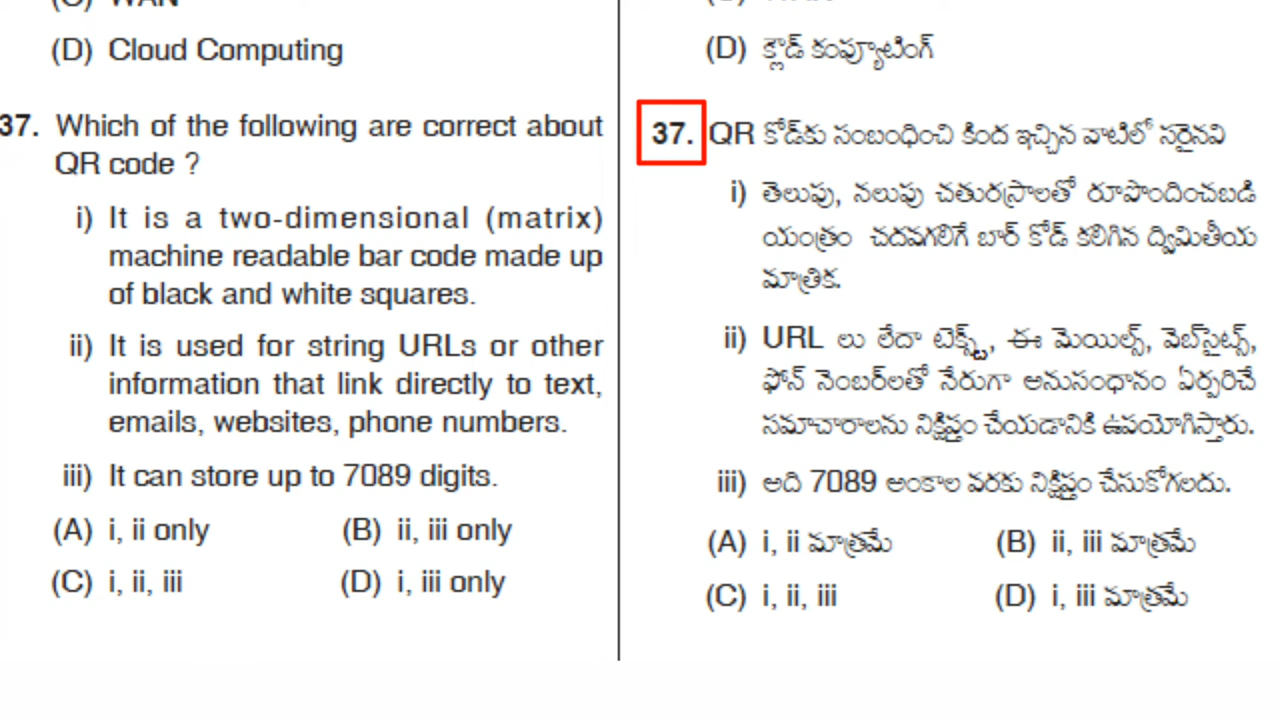 (D) Cloud Computing
37. Which of the following are correct about
QR code ?
i) It is a two-dimensional (matrix)
machine readable bar code made up
of black and white squares.
ii) It is used for string URLs or other
information that link directly to text,
emails, websites, phone numbers.
iii) It can store up to 7089 digits.
(A) i, ii only (B) ii, iii only
(C) i, ii, iii (D) i, iii only
(D) క్లౌడ్ కంప్యూటింగ్
37. QR కోడ్‌కు సంబంధించి కింద ఇచ్చిన వాటిలో సరైనవి
i) తెలుపు, నలుపు చతురస్రాలతో రూపొందించబడి
యంత్రం చదవగలిగే బార్ కోడ్ కలిగిన ద్విమితీయ
మాత్రిక.
ii) URL లు లేదా టెక్స్ట్, ఈ మెయిల్స్, వెబ్‌సైట్స్,
ఫోన్ నెంబర్‌లతో నేరుగా అనుసంధానం ఏర్పరిచే
సమాచారాలను నిక్షిప్తం చేయడానికి ఉపయోగిస్తారు.
iii) అది 7089 అంకాల వరకు నిక్షిప్తం చేసుకోగలదు.
(A) i, ii మాత్రమే (B) ii, iii మాత్రమే
(C) i, ii, iii (D) i, iii మాత్రమే